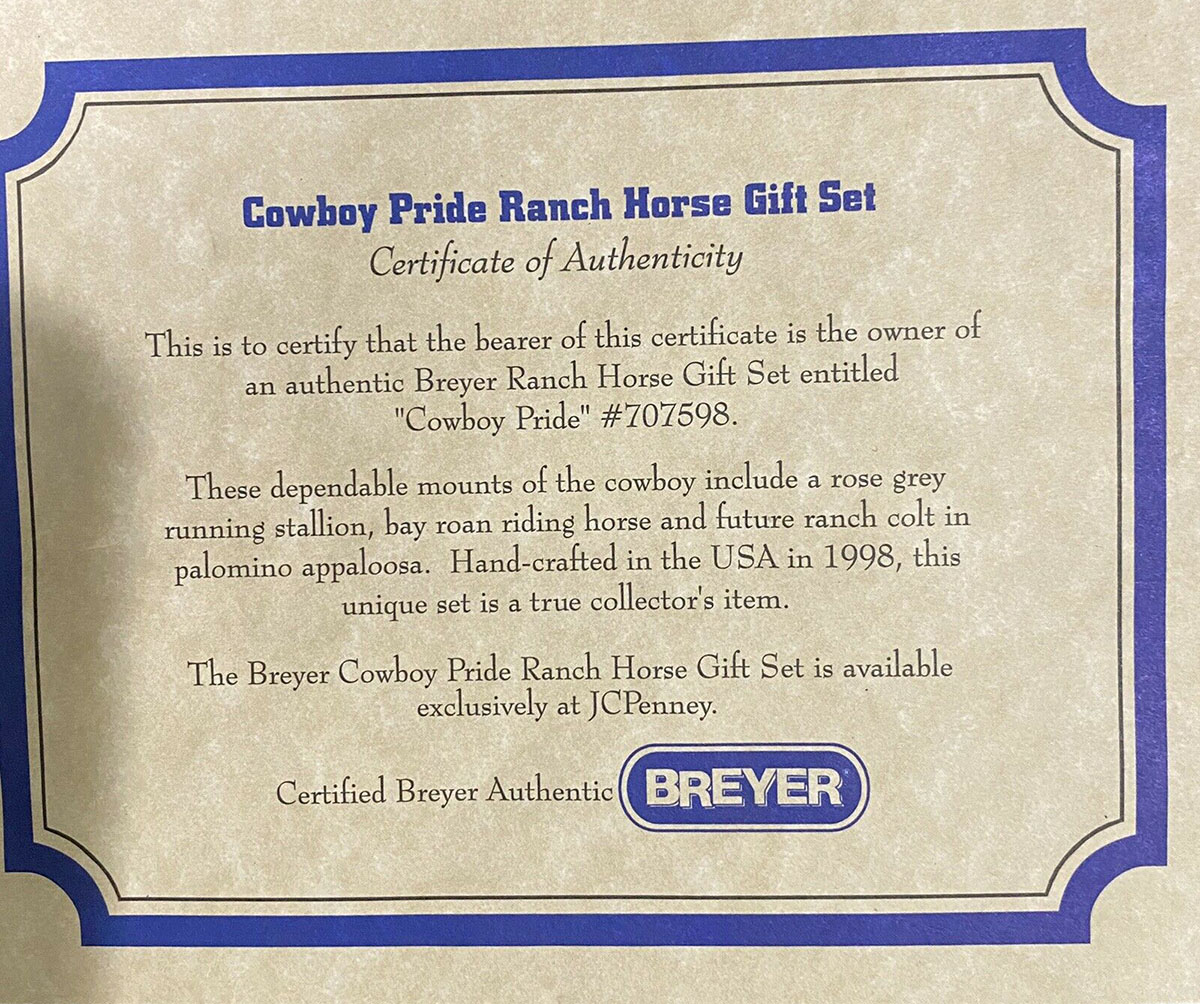 Cowboy Pride Ranch Horse Gift Set
Certificate of Authenticity
This is to certify that the bearer of this certificate is the owner of
an authentic Breyer Ranch Horse Gift Set entitled
"Cowboy Pride" #707598.
These dependable mounts of the cowboy include a rose grey
running stallion, bay roan riding horse and future ranch colt in
palomino appaloosa. Hand-crafted in the USA in 1998, this
unique set is a true collector's item.
The Breyer Cowboy Pride Ranch Horse Gift Set is available
exclusively at JCPenney.
Certified Breyer Authentic BREYER®